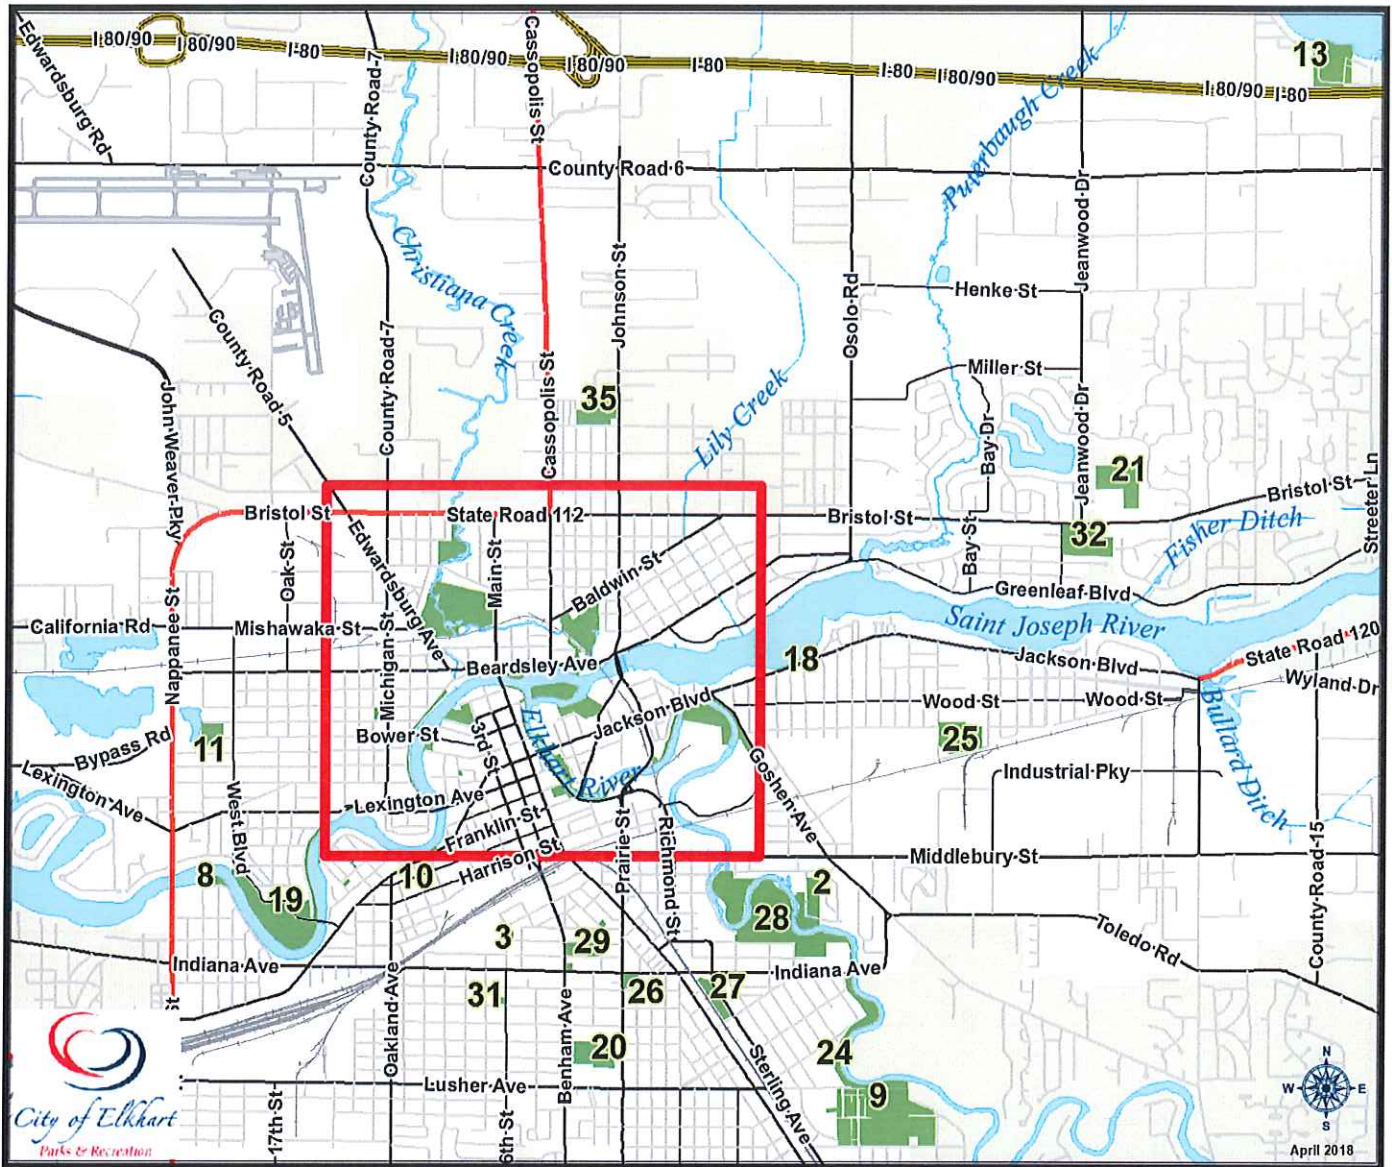 I-80/90
I-80/90
I-80
I-80/90
I-80/90
I-80
I-80
I-80/90
I-80/90
I-80
13
Edwardsburg Rd
County Road 7
Cassopolis St
Puterbaugh Creek
County Road 6
Christiana Creek
Johnson St
Osolo Rd
Jeanwood Dr
Henke St
County Road 5
County Road 7
Cassopolis St
35
Lily Creek
Miller St
Bay Dr
Jeanwood Dr
21
John Weaver Pky
Bristol St
State Road 112
Bristol St
Bristol St
Streeter Ln
Fisher Ditch
32
Oak St
Edwardsburg Ave
Main St
Baldwin St
Bay St
Greenleaf Blvd
California Rd
Mishawaka St
Michigan St
Saint Joseph River
Nappanee St
Beardsley Ave
18
Jackson Blvd
State Road 120
Wyland Dr
Wood St
Wood St
Bypass Rd
11
Bower St
3rd St
Elkhart River
Jackson Blvd
25
Bullard Ditch
Goshen Ave
Industrial Pky
Lexington Ave
West Blvd
Lexington Ave
Franklin St
Harrison St
Prairie St
Richmond St
Middlebury St
County Road 15
8
19
10
2
28
3
29
Toledo Rd
Indiana Ave
Indiana Ave
31
26
27
St
Oakland Ave
Benham Ave
20
24
Sterling Ave
9
Lusher Ave
17th St
6th St
City of Elkhart
Parks & Recreation
N
W
E
S
April 2018